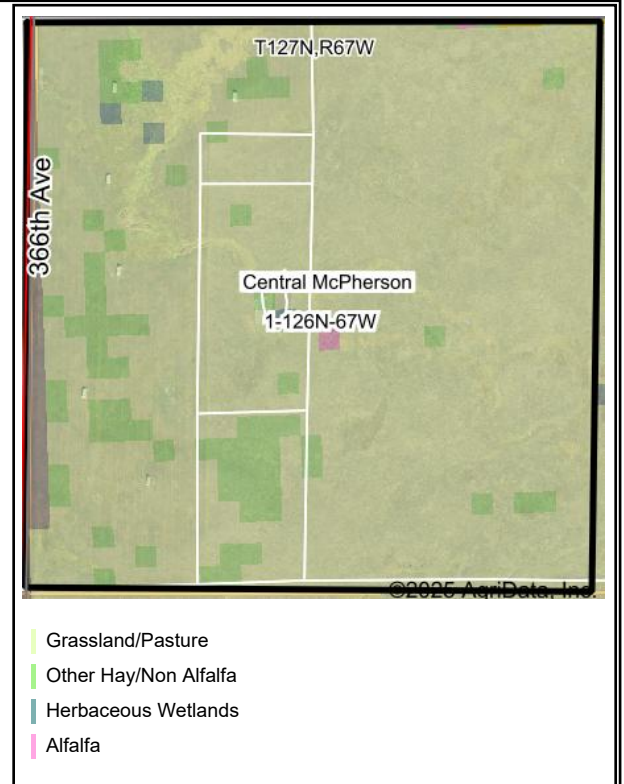 T127N,R67W
366th Ave
Central McPherson
1-126N-67W
©2025 AgriData, Inc.
Grassland/Pasture
Other Hay/Non Alfalfa
Herbaceous Wetlands
Alfalfa